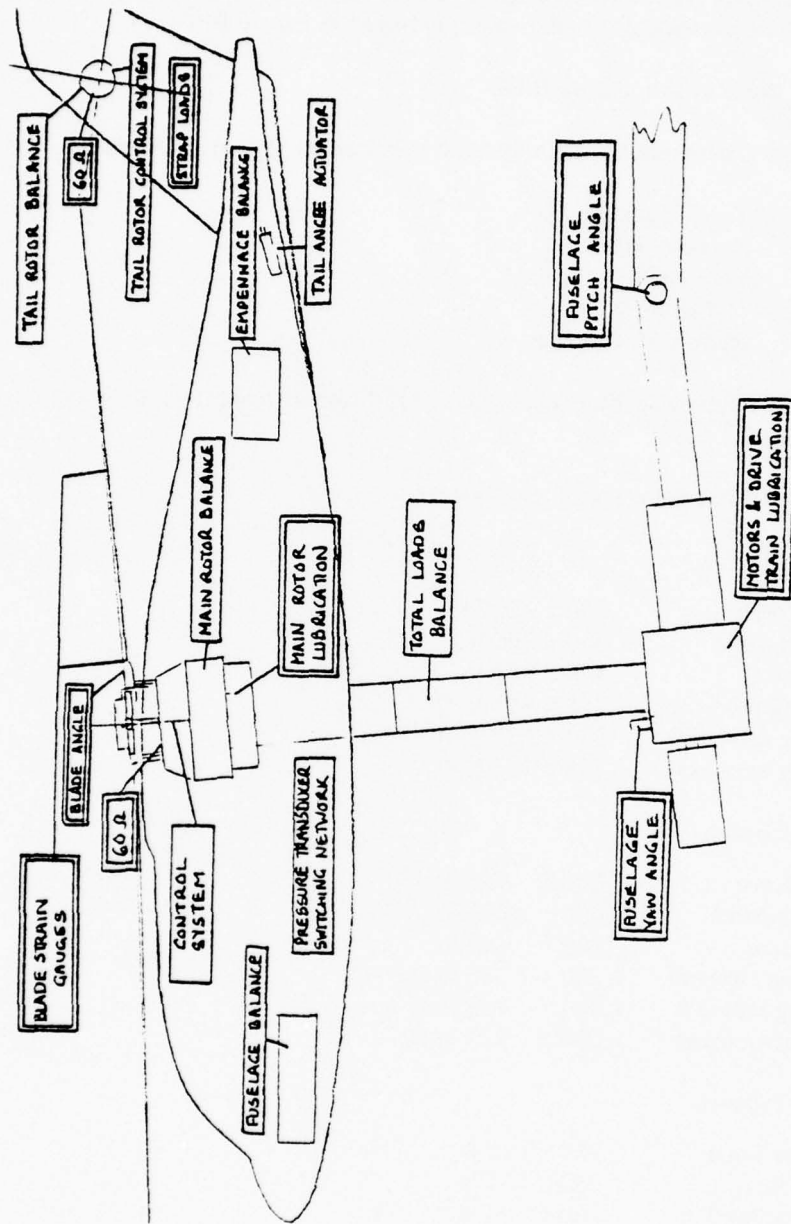 BLADE STRAIN
GAUGES
BLADE ANGLE
60 Ω
CONTROL
SYSTEM
FUSELAGE BALANCE
PRESSURE TRANSDUCER
SWITCHING NETWORK
MAIN ROTOR BALANCE
MAIN ROTOR
LUBRICATION
TAIL ROTOR BALANCE
60 Ω
TAIL ROTOR CONTROL SYSTEM
STRAP LOADS
EMPENNAGE BALANCE
TAIL ANGLE ACTUATOR
TOTAL LOADS
BALANCE
FUSELAGE
YAW ANGLE
FUSELAGE
PITCH ANGLE
MOTORS & DRIVE
TRAIN LUBRICATION